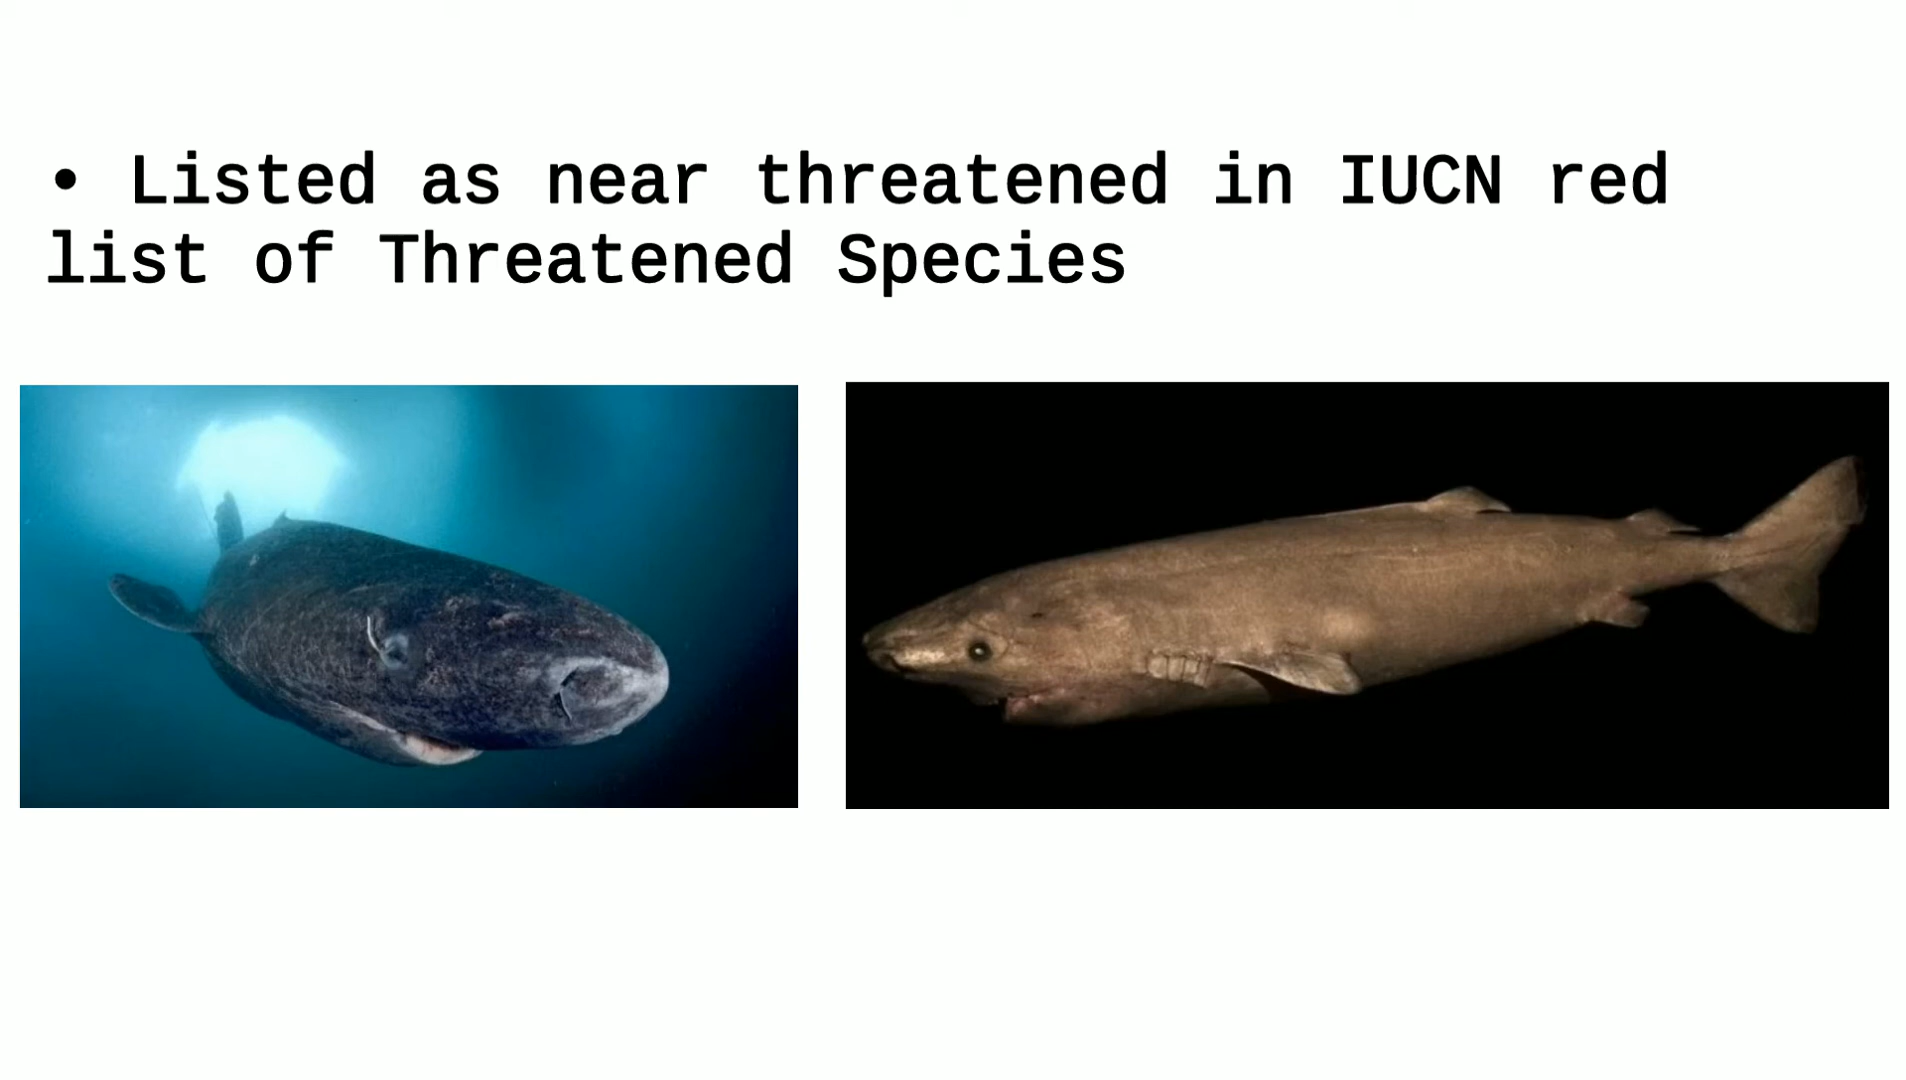 • Listed as near threatened in IUCN red
list of Threatened Species